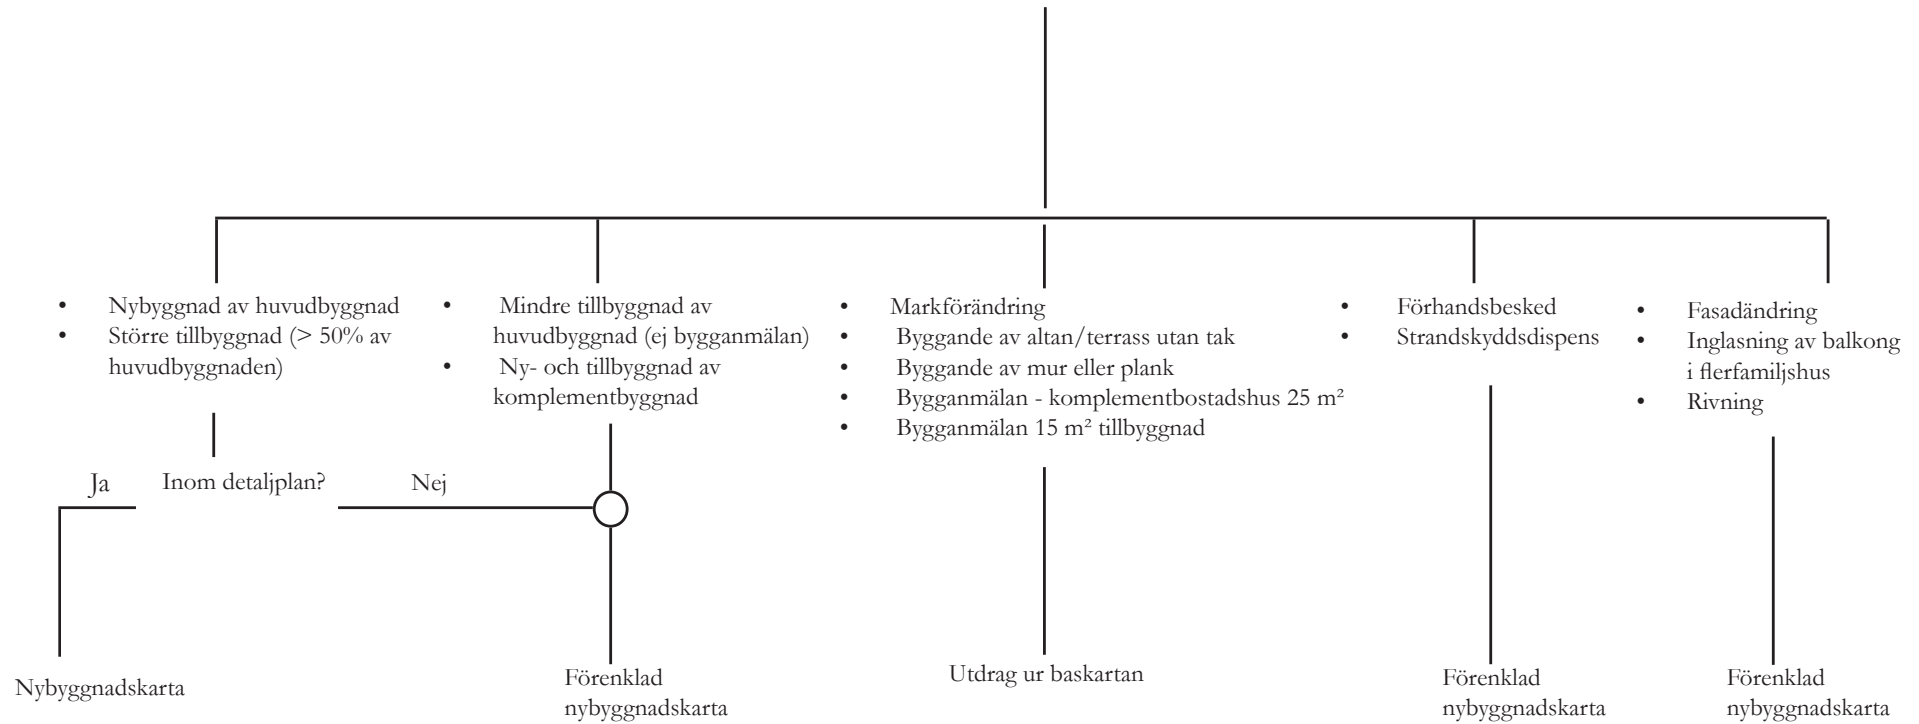 • Nybyggnad av huvudbyggnad
• Större tillbyggnad (> 50% av
huvudbyggnaden)
• Mindre tillbyggnad av
huvudbyggnad (ej bygganmälan)
• Ny- och tillbyggnad av
komplementbyggnad
• Markförändring
• Byggande av altan/terrass utan tak
• Byggande av mur eller plank
• Bygganmälan - komplementbostadshus 25 m²
• Bygganmälan 15 m² tillbyggnad
• Förhandsbesked
• Strandskyddsdispens
• Fasadändring
• Inglasning av balkong
i flerfamiljshus
• Rivning
Ja
Inom detaljplan?
Nej
Nybyggnadskarta
Förenklad
nybyggnadskarta
Utdrag ur baskartan
Förenklad
nybyggnadskarta
Förenklad
nybyggnadskarta